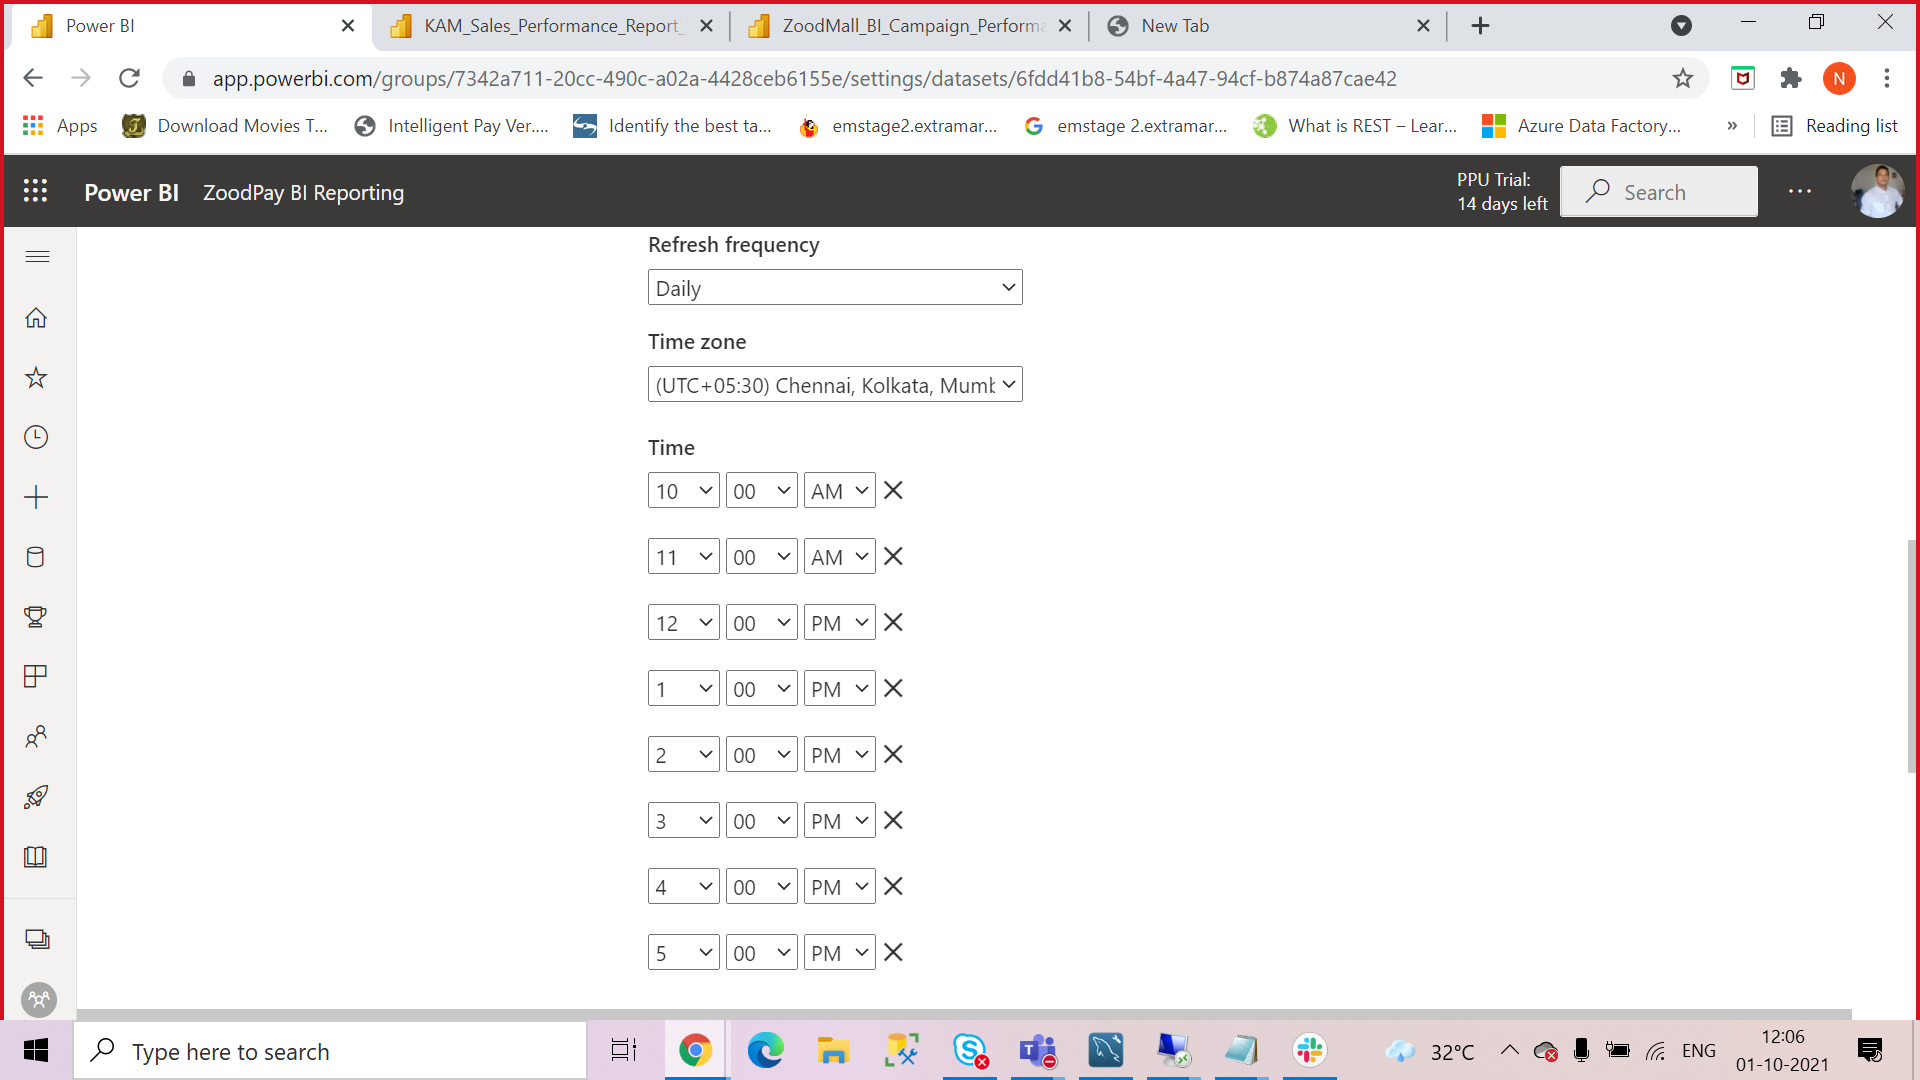 Power BI
KAM_Sales_Performance_Report_
ZoodMall_BI_Campaign_Performa
New Tab
app.powerbi.com/groups/7342a711-20cc-490c-a02a-4428ceb6155e/settings/datasets/6fdd41b8-54bf-4a47-94cf-b874a87cae42
N
Apps
Download Movies T...
Intelligent Pay Ver....
Identify the best ta...
emstage2.extramar...
emstage 2.extramar...
What is REST – Lear...
Azure Data Factory...
»
Reading list
Power BI ZoodPay BI Reporting
PPU Trial:
14 days left
Search
Refresh frequency
Daily
Time zone
(UTC+05:30) Chennai, Kolkata, Mumb
Time
10 00 AM
11 00 AM
12 00 PM
1 00 PM
2 00 PM
3 00 PM
4 00 PM
5 00 PM
Type here to search
32°C
ENG
12:06
01-10-2021